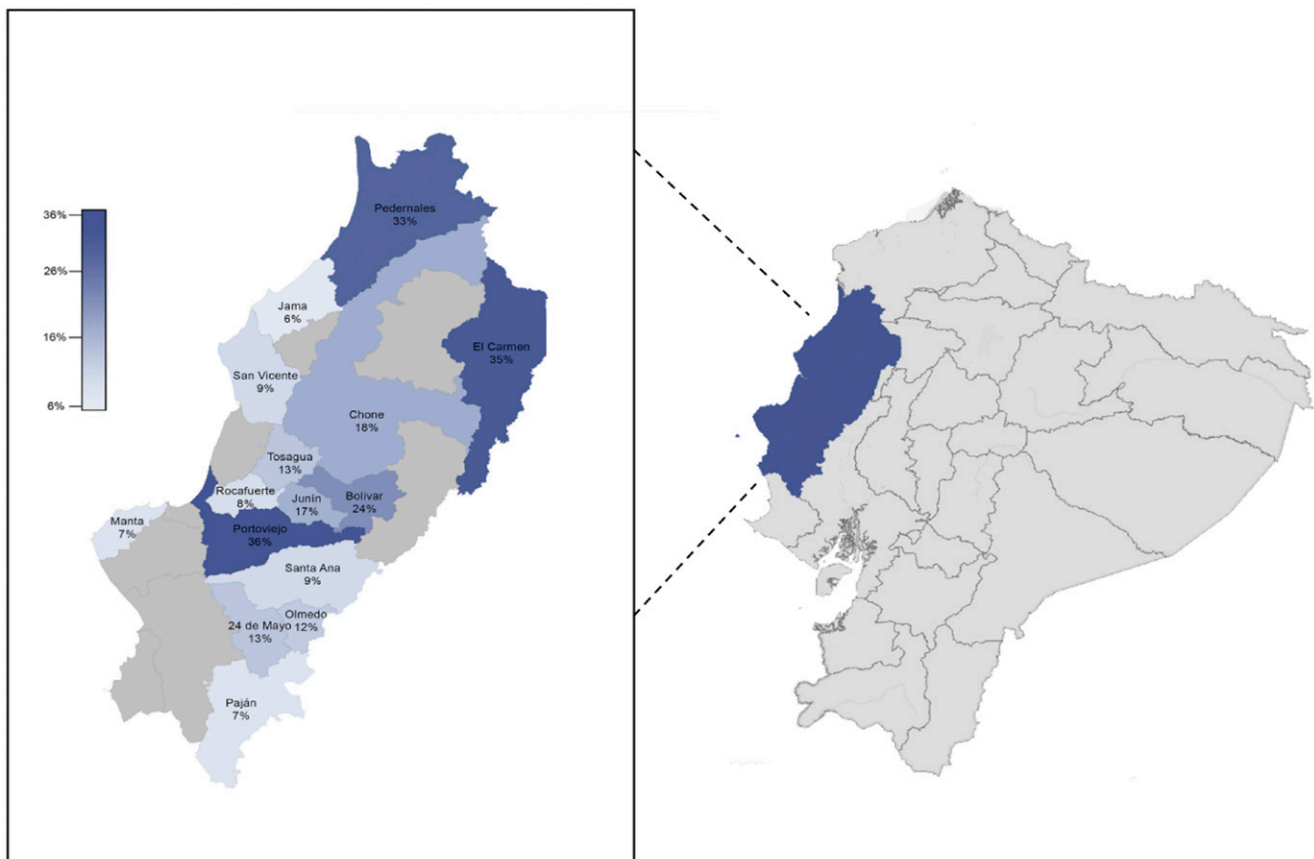 Pedernales
33%
36%
26%
16%
6%
Jama
6%
El Carmen
35%
San Vicente
9%
Chone
18%
Tosagua
13%
Rocafuerte
8%
Junín
17%
Bolivar
24%
Manta
7%
Portoviejo
36%
Santa Ana
9%
24 de Mayo
13%
Olmedo
12%
Paján
7%